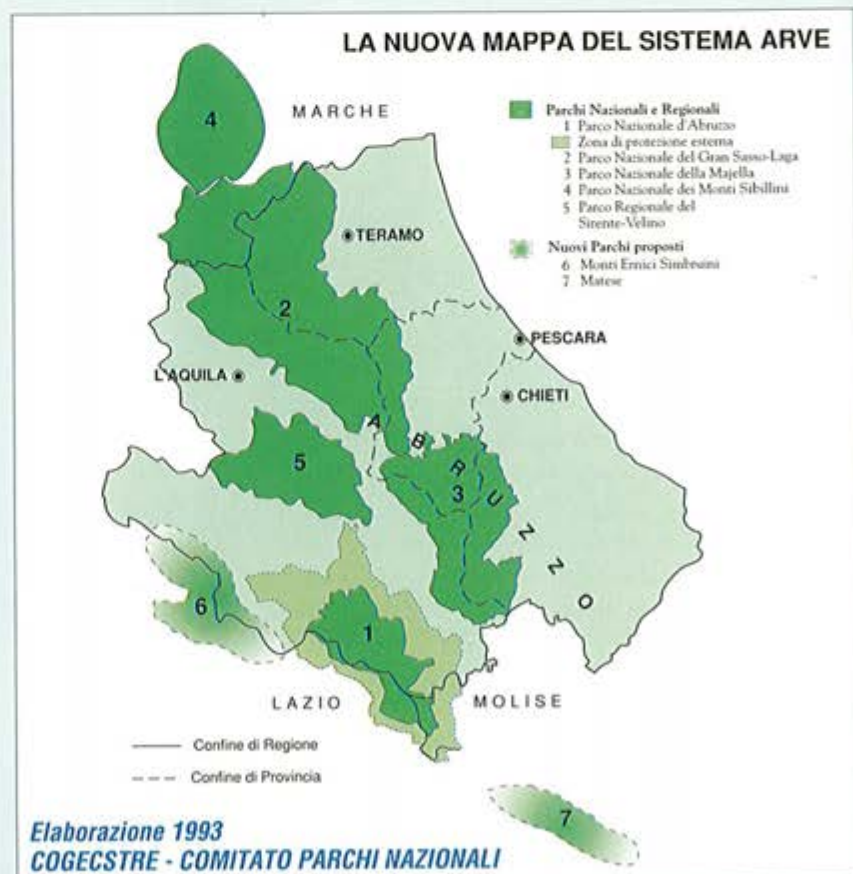 LA NUOVA MAPPA DEL SISTEMA ARVE
Parchi Nazionali e Regionali
1 Parco Nazionale d'Abruzzo
Zona di protezione esterna
2 Parco Nazionale del Gran Sasso-Laga
3 Parco Nazionale della Majella
4 Parco Nazionale dei Monti Sibillini
5 Parco Regionale del
Sirente-Velino
Nuovi Parchi proposti
6 Monti Ernici Simbruini
7 Matese
4
MARCHE
TERAMO
2
PESCARA
L'AQUILA
CHIETI
ABRUZZO
5
3
6
1
LAZIO
MOLISE
Confine di Regione
Confine di Provincia
7
Elaborazione 1993
COGECSTRE - COMITATO PARCHI NAZIONALI